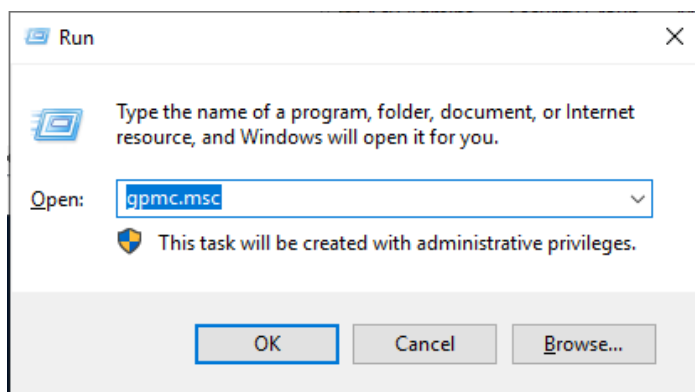 Run
Type the name of a program, folder, document, or Internet
resource, and Windows will open it for you.
Open:
gpmc.msc
This task will be created with administrative privileges.
OK
Cancel
Browse...